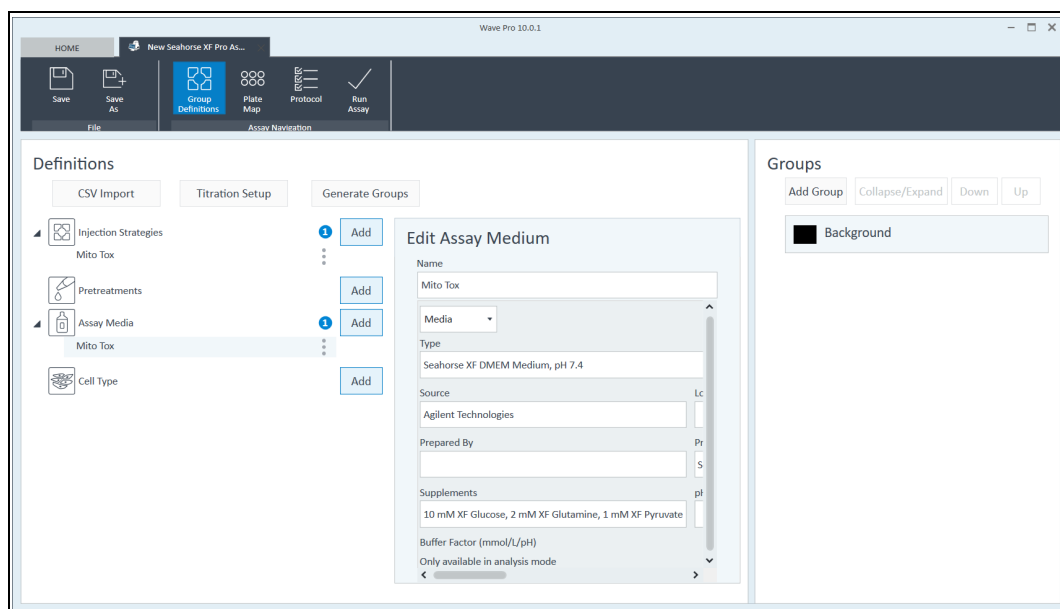 Wave Pro 10.0.1
HOME
New Seahorse XF Pro As...
Save
Save As
Group Definitions
Plate Map
Protocol
Run Assay
File
Assay Navigation
Definitions
CSV Import
Titration Setup
Generate Groups
Injection Strategies
1
Add
Mito Tox
Pretreatments
Add
Assay Media
1
Add
Mito Tox
Cell Type
Add
Edit Assay Medium
Name
Mito Tox
Media
Type
Seahorse XF DMEM Medium, pH 7.4
Source
Lc
Agilent Technologies
Prepared By
Pr
S
Supplements
pH
10 mM XF Glucose, 2 mM XF Glutamine, 1 mM XF Pyruvate
Buffer Factor (mmol/L/pH)
Only available in analysis mode
Groups
Add Group
Collapse/Expand
Down
Up
Background